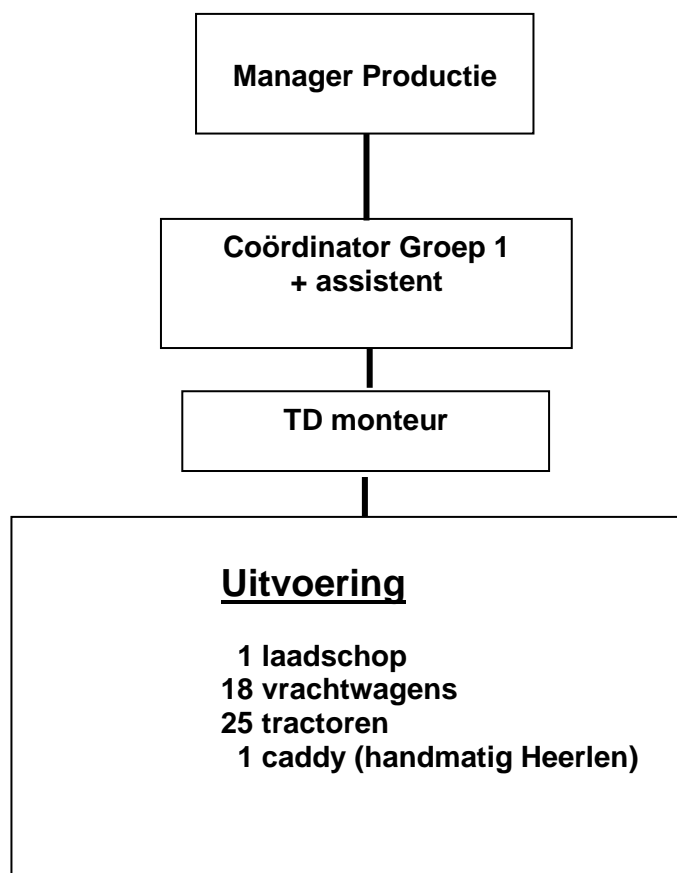 Manager Productie
Coördinator Groep 1
+ assistent
TD monteur
Uitvoering
1 laadschop
18 vrachtwagens
25 tractoren
1 caddy (handmatig Heerlen)